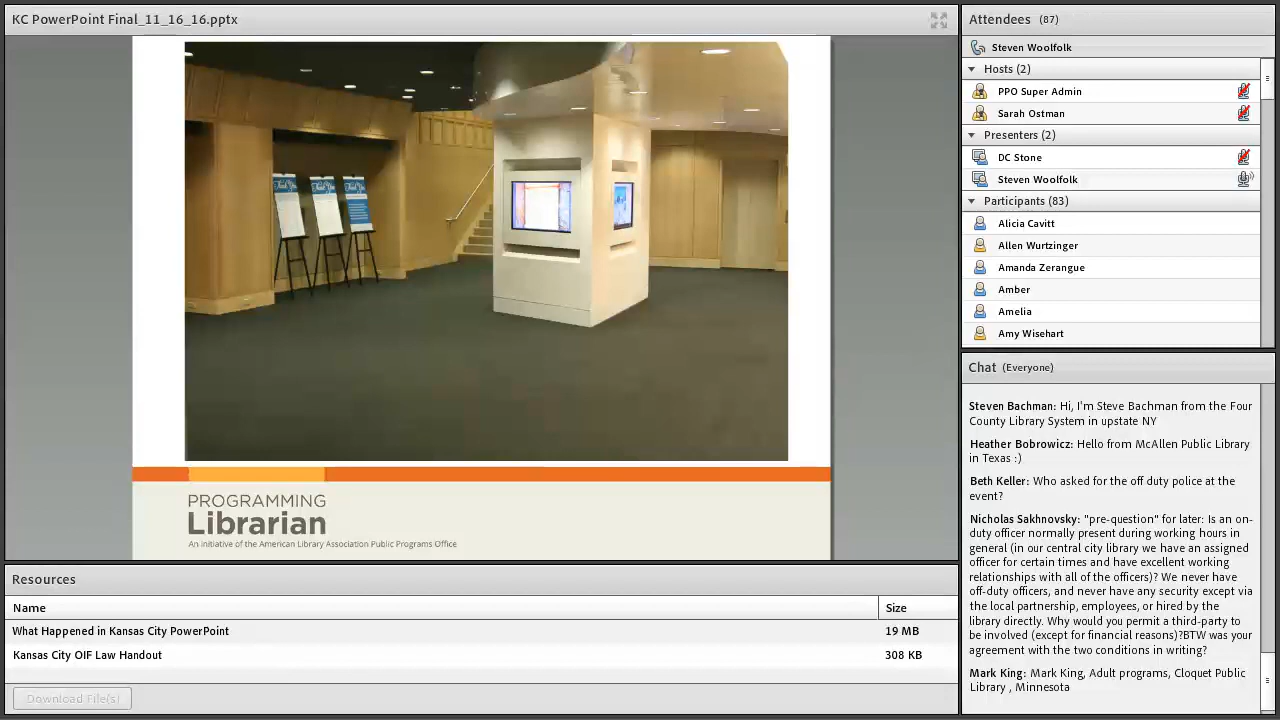 KC PowerPoint Final_11_16_16.pptx
PROGRAMMING
Librarian
An initiative of the American Library Association Public Programs Office
Resources
Name Size
What Happened in Kansas City PowerPoint 19 MB
Kansas City OIF Law Handout 308 KB
Download File(s)
Attendees (87)
Steven Woolfolk
Hosts (2)
PPO Super Admin
Sarah Ostman
Presenters (2)
DC Stone
Steven Woolfolk
Participants (83)
Alicia Cavitt
Allen Wurtzinger
Amanda Zerangue
Amber
Amelia
Amy Wisehart
Chat (Everyone)
Steven Bachman: Hi, I'm Steve Bachman from the Four
County Library System in upstate NY
Heather Bobrowicz: Hello from McAllen Public Library
in Texas :)
Beth Keller: Who asked for the off duty police at the
event?
Nicholas Sakhnovsky: "pre-question" for later: Is an on-
duty officer normally present during working hours in
general (in our central city library we have an assigned
officer for certain times and have excellent working
relationships with all of the officers)? We never have
off-duty officers, and never have any security except via
the local partnership, employees, or hired by the
library directly. Why would you permit a third-party to
be involved (except for financial reasons)?BTW was your
agreement with the two conditions in writing?
Mark King: Mark King, Adult programs, Cloquet Public
Library , Minnesota